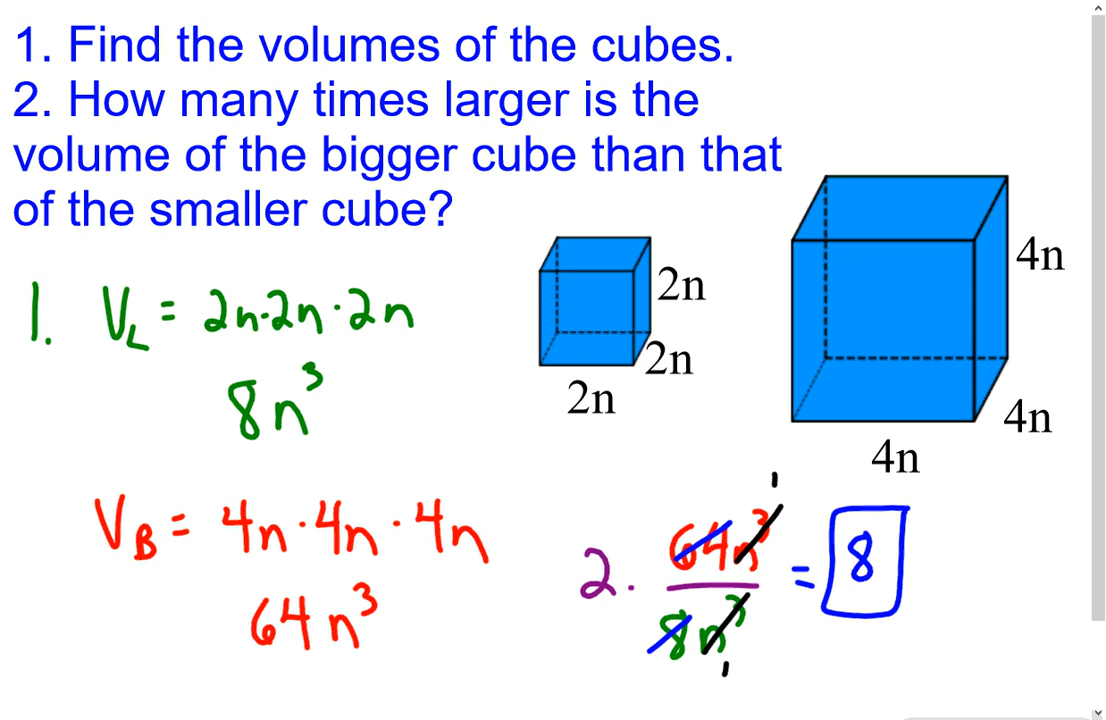 1. Find the volumes of the cubes.
2. How many times larger is the
volume of the bigger cube than that
of the smaller cube?
2n
2n
2n
4n
4n
4n
1. V_L = 2n·2n·2n
8n³
V_B = 4n·4n·4n
64n³
2. 64n³/8n³ = 8
1
1